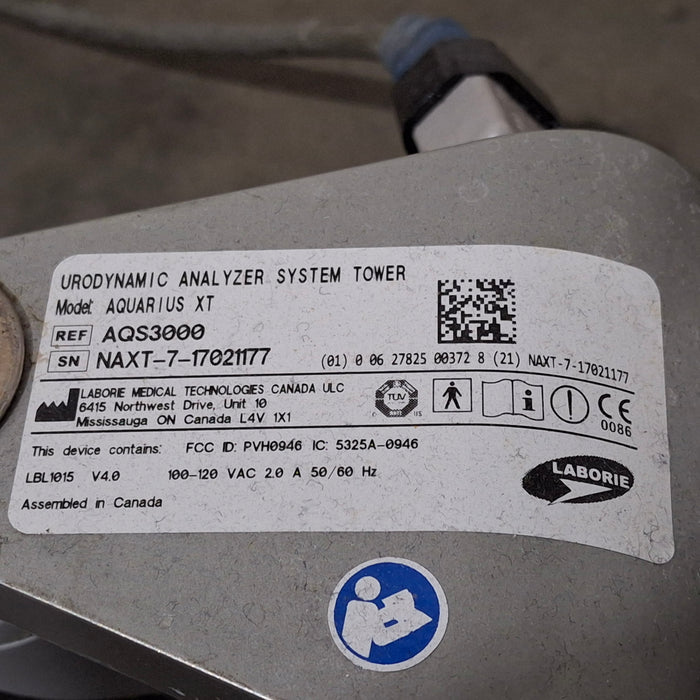 URODYNAMIC ANALYZER SYSTEM TOWER
Model: AQUARIUS XT
REF AQS3000
SN NAXT-7-17021177
(01) 0 06 27825 00372 8 (21) NAXT-7-17021177
LABORIE MEDICAL TECHNOLOGIES CANADA ULC
6415 Northwest Drive, Unit 10
Mississauga ON Canada L4V 1X1
TUV
C US
i
!
CE
0086
This device contains: FCC ID: PVH0946 IC: 5325A-0946
LBL1015 V4.0 100-120 VAC 2.0 A 50/60 Hz
Assembled in Canada
LABORIE